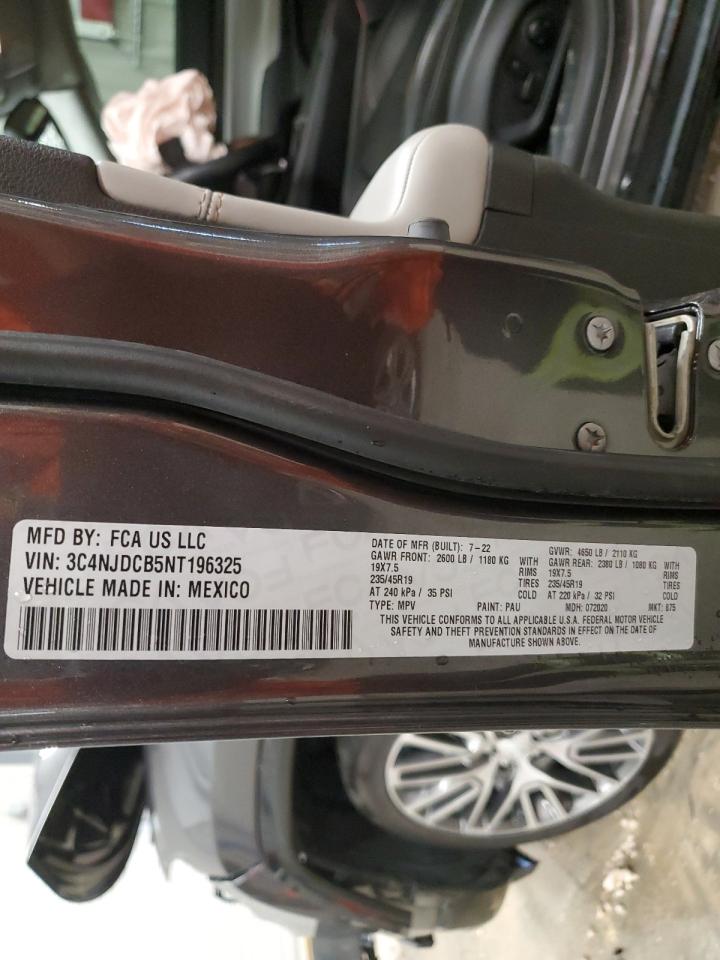 MFD BY: FCA US LLC
VIN: 3C4NJDCB5NT196325
VEHICLE MADE IN: MEXICO
DATE OF MFR (BUILT): 7-22 GVWR: 4650 LB / 2110 KG
GAWR FRONT: 2600 LB / 1180 KG WITH GAWR REAR: 2380 LB / 1080 KG WITH
19X7.5 RIMS 19X7.5 RIMS
235/45R19 TIRES 235/45R19 TIRES
AT 240 kPa / 35 PSI COLD AT 220 kPa / 32 PSI COLD
TYPE: MPV PAINT: PAU MDH: 072020 MKT: 675
THIS VEHICLE CONFORMS TO ALL APPLICABLE U.S.A. FEDERAL MOTOR VEHICLE
SAFETY AND THEFT PREVENTION STANDARDS IN EFFECT ON THE DATE OF
MANUFACTURE SHOWN ABOVE.